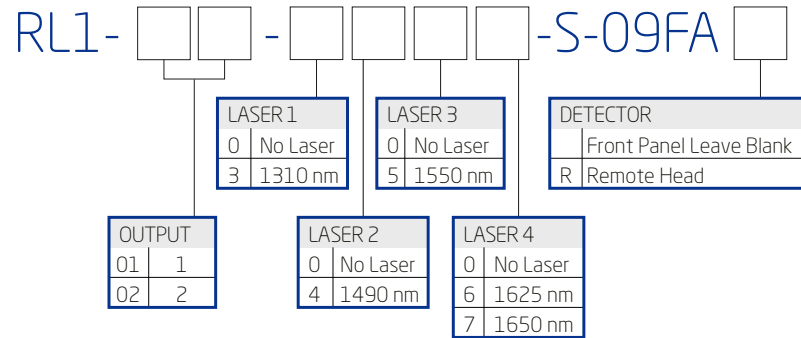 RL1- - -S-09FA
LASER 1
0 No Laser
3 1310 nm
LASER 3
0 No Laser
5 1550 nm
DETECTOR
Front Panel Leave Blank
R Remote Head
OUTPUT
01 1
02 2
LASER 2
0 No Laser
4 1490 nm
LASER 4
0 No Laser
6 1625 nm
7 1650 nm